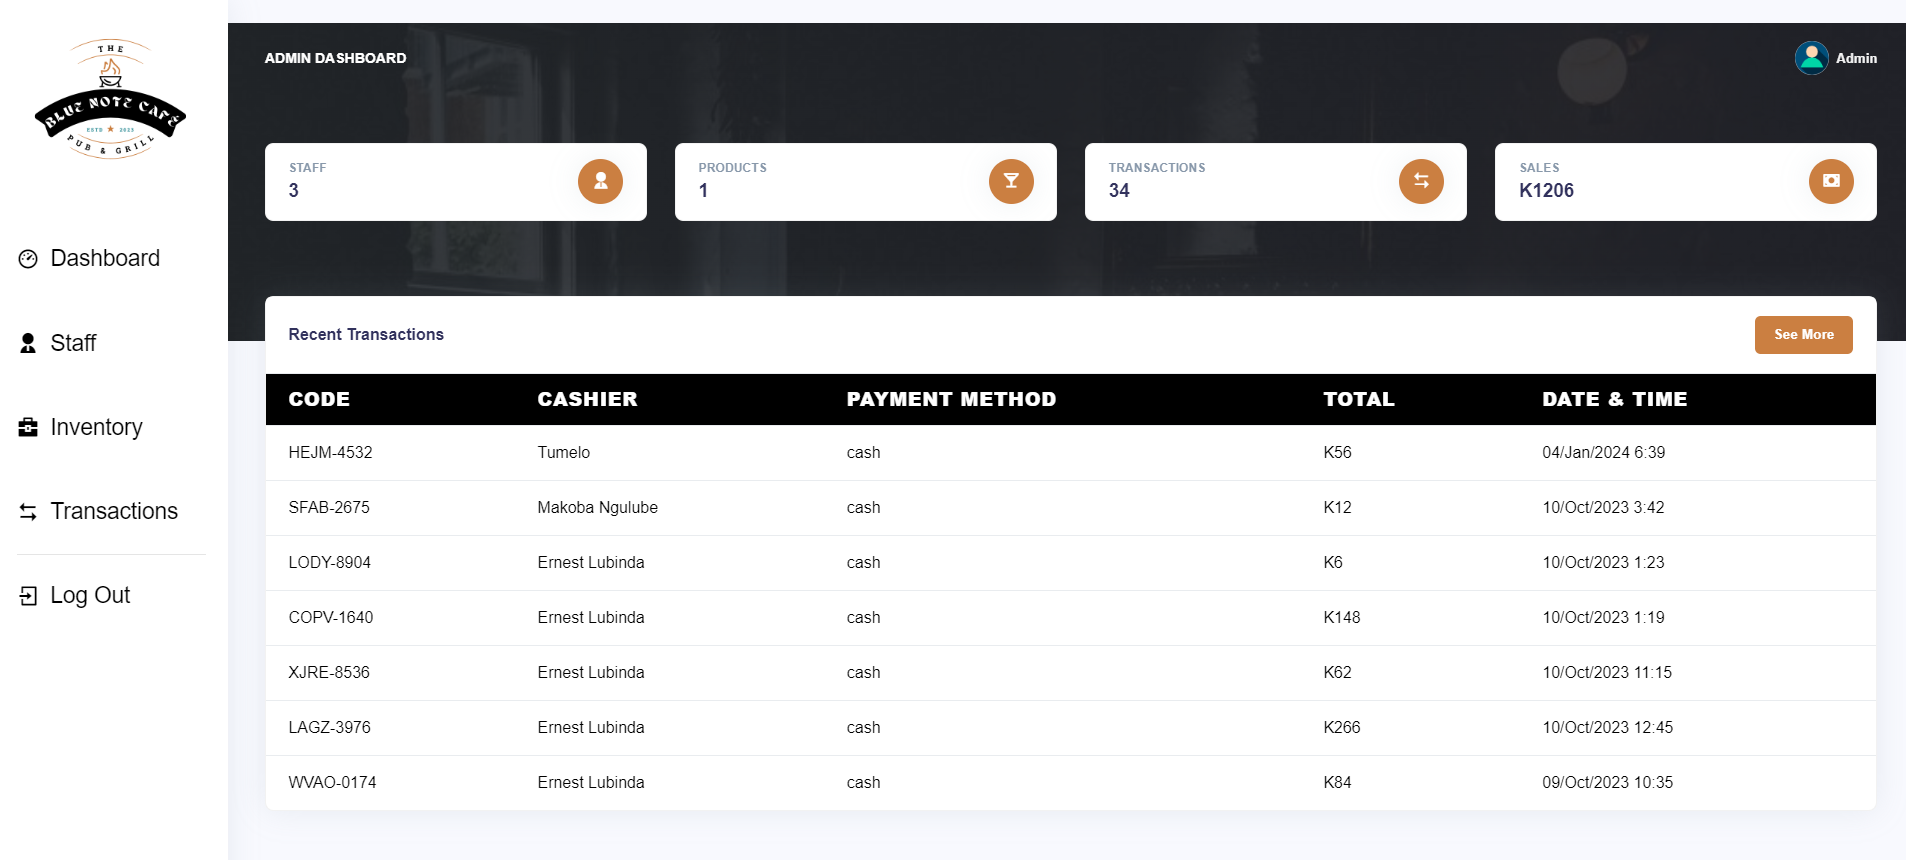 THE
BLUE NOTE CAFÉ
ESTD ★ 2023
PUB & GRILL
Dashboard
Staff
Inventory
Transactions
Log Out
ADMIN DASHBOARD
Admin
STAFF
3
PRODUCTS
1
TRANSACTIONS
34
SALES
K1206
Recent Transactions
See More
CODE CASHIER PAYMENT METHOD TOTAL DATE & TIME
HEJM-4532 Tumelo cash K56 04/Jan/2024 6:39
SFAB-2675 Makoba Ngulube cash K12 10/Oct/2023 3:42
LODY-8904 Ernest Lubinda cash K6 10/Oct/2023 1:23
COPV-1640 Ernest Lubinda cash K148 10/Oct/2023 1:19
XJRE-8536 Ernest Lubinda cash K62 10/Oct/2023 11:15
LAGZ-3976 Ernest Lubinda cash K266 10/Oct/2023 12:45
WVAO-0174 Ernest Lubinda cash K84 09/Oct/2023 10:35